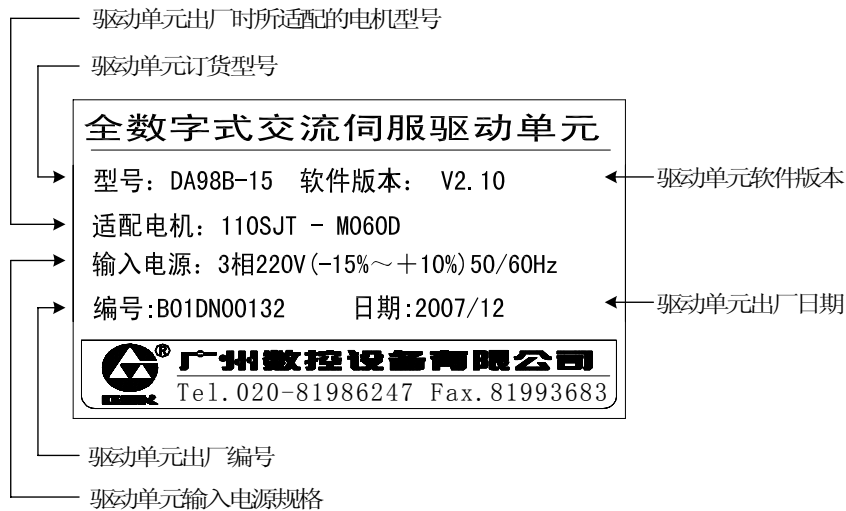 驱动单元出厂时所适配的电机型号
驱动单元订货型号
全数字式交流伺服驱动单元
型号: DA98B-15 软件版本: V2.10
驱动单元软件版本
适配电机: 110SJT - M060D
输入电源: 3相220V(-15%～＋10%)50/60Hz
编号:B01DN00132 日期:2007/12
驱动单元出厂日期
®
广州数控设备有限公司
Tel.020-81986247 Fax.81993683
驱动单元出厂编号
驱动单元输入电源规格